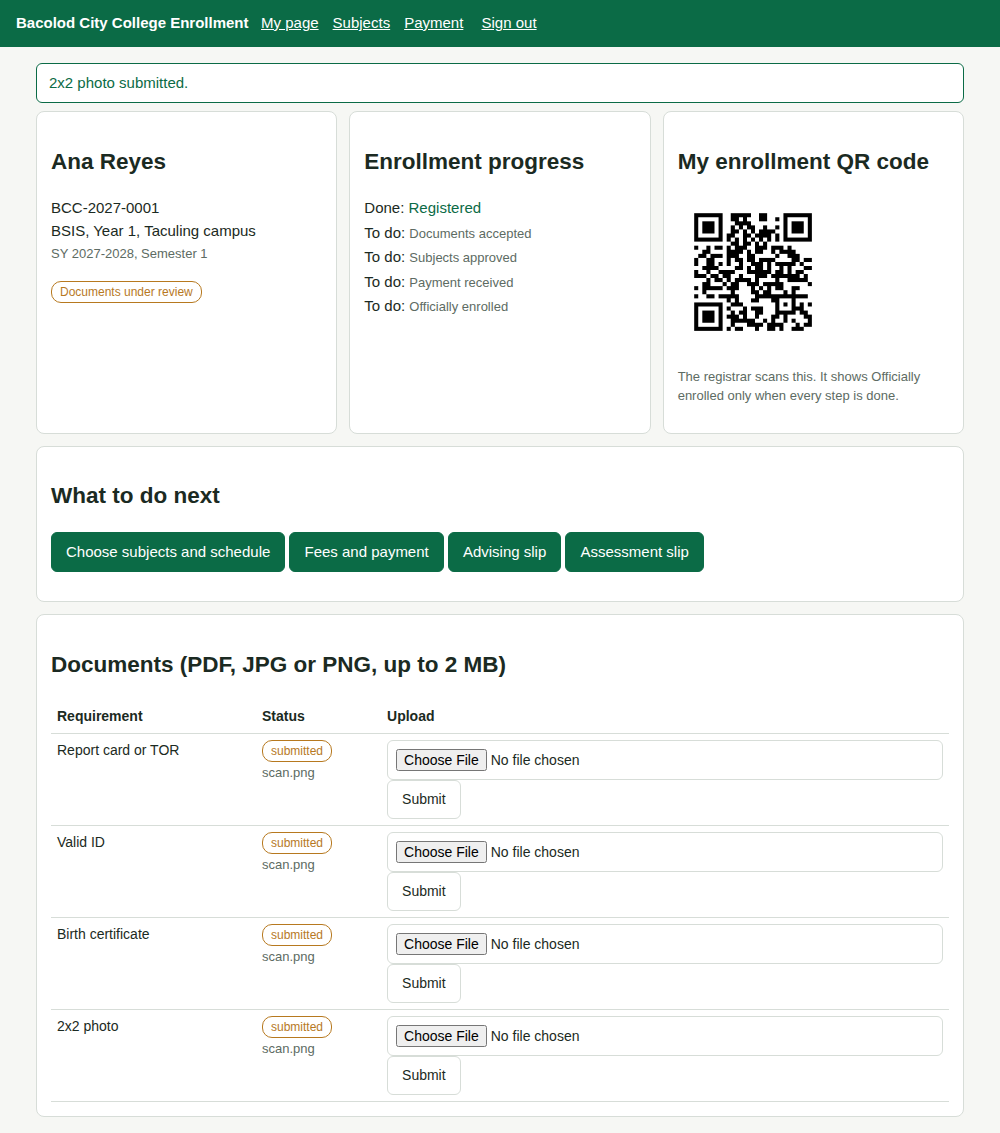 Bacolod City College Enrollment My page Subjects Payment Sign out
2x2 photo submitted.
Ana Reyes
BCC-2027-0001
BSIS, Year 1, Taculing campus
SY 2027-2028, Semester 1
Documents under review
Enrollment progress
Done: Registered
To do: Documents accepted
To do: Subjects approved
To do: Payment received
To do: Officially enrolled
My enrollment QR code
The registrar scans this. It shows Officially
enrolled only when every step is done.
What to do next
Choose subjects and schedule Fees and payment Advising slip Assessment slip
Documents (PDF, JPG or PNG, up to 2 MB)
Requirement Status Upload
Report card or TOR submitted Choose File No file chosen
scan.png
Submit
Valid ID submitted Choose File No file chosen
scan.png
Submit
Birth certificate submitted Choose File No file chosen
scan.png
Submit
2x2 photo submitted Choose File No file chosen
scan.png
Submit